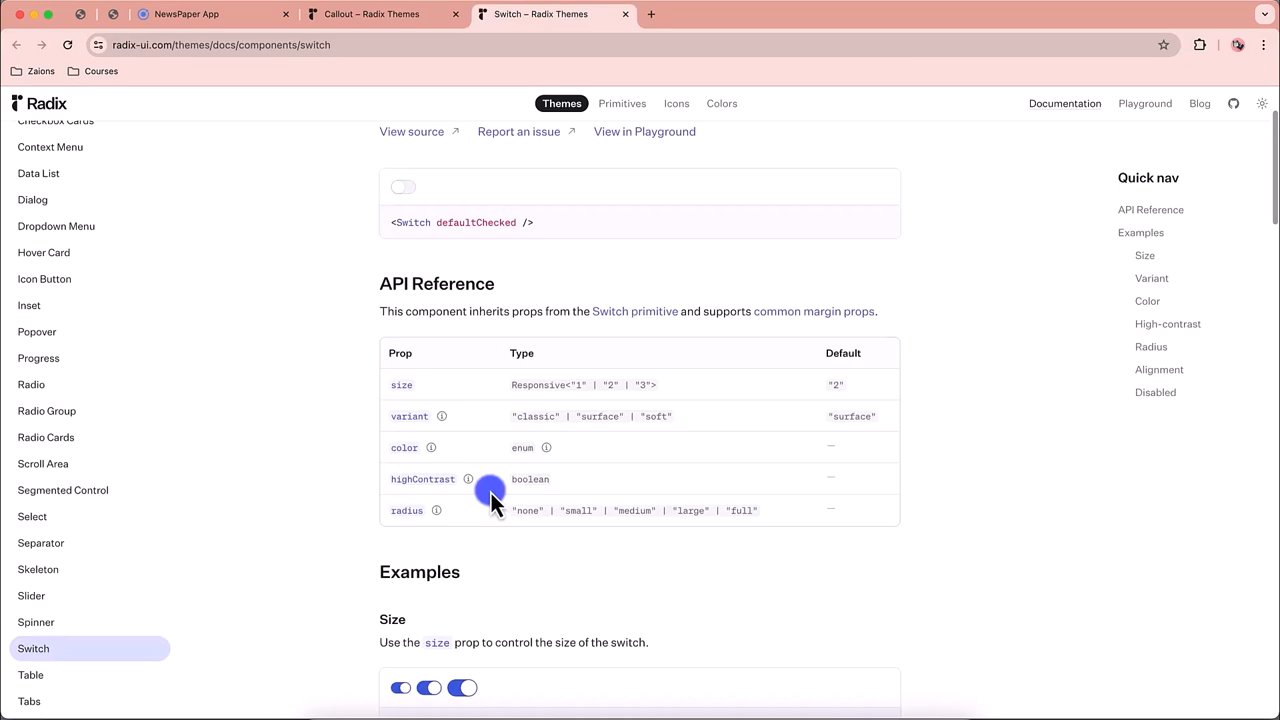 NewsPaper App
Callout – Radix Themes
Switch – Radix Themes
radix-ui.com/themes/docs/components/switch
Zaions
Courses
Radix
Themes
Primitives
Icons
Colors
Documentation
Playground
Blog
Checkbox Cards
Context Menu
Data List
Dialog
Dropdown Menu
Hover Card
Icon Button
Inset
Popover
Progress
Radio
Radio Group
Radio Cards
Scroll Area
Segmented Control
Select
Separator
Skeleton
Slider
Spinner
Switch
Table
Tabs
View source
Report an issue
View in Playground
<Switch defaultChecked />
API Reference
This component inherits props from the Switch primitive and supports common margin props.
Prop Type Default
size Responsive<"1" | "2" | "3"> "2"
variant "classic" | "surface" | "soft" "surface"
color enum —
highContrast boolean —
radius "none" | "small" | "medium" | "large" | "full" —
Examples
Size
Use the size prop to control the size of the switch.
Quick nav
API Reference
Examples
Size
Variant
Color
High-contrast
Radius
Alignment
Disabled